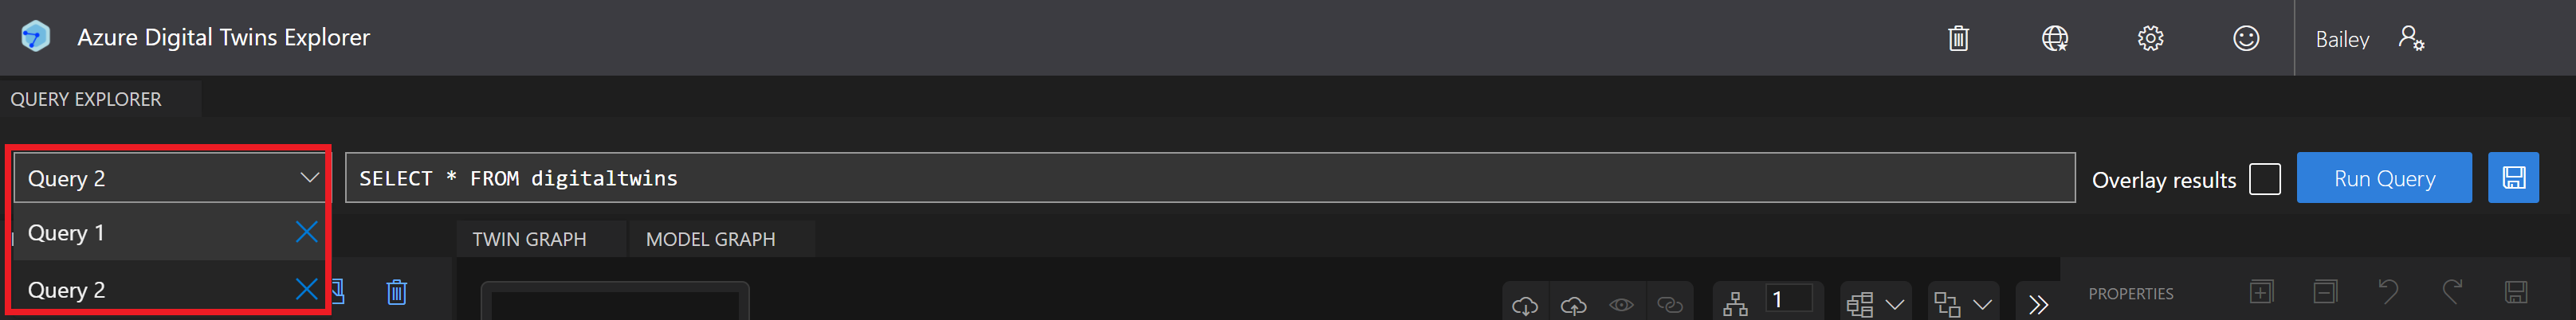 Azure Digital Twins Explorer
Bailey
QUERY EXPLORER
Query 2
SELECT * FROM digitaltwins
Overlay results
Run Query
Query 1
Query 2
TWIN GRAPH
MODEL GRAPH
1
PROPERTIES